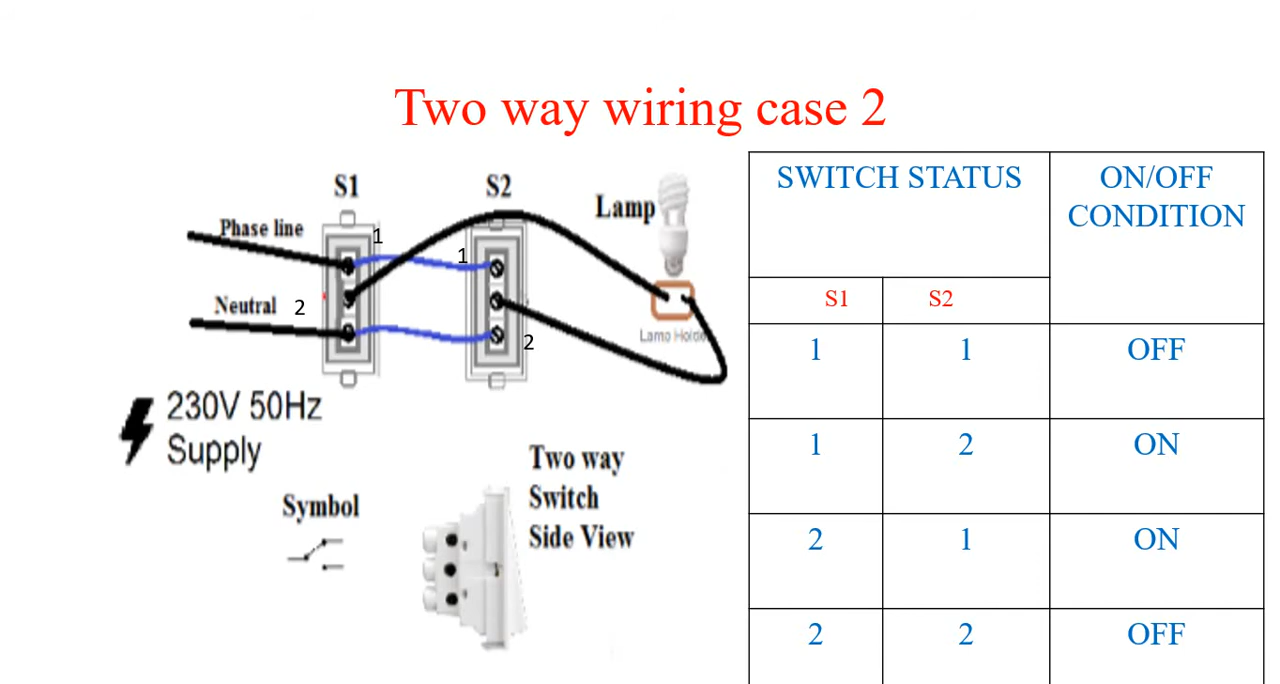 Two way wiring case 2
S1
S2
Lamp
Phase line
1
1
Neutral
2
2
Lamp Holder
230V 50Hz
Supply
Symbol
Two way
Switch
Side View
SWITCH STATUS
ON/OFF
CONDITION
S1 S2
1 1 OFF
1 2 ON
2 1 ON
2 2 OFF